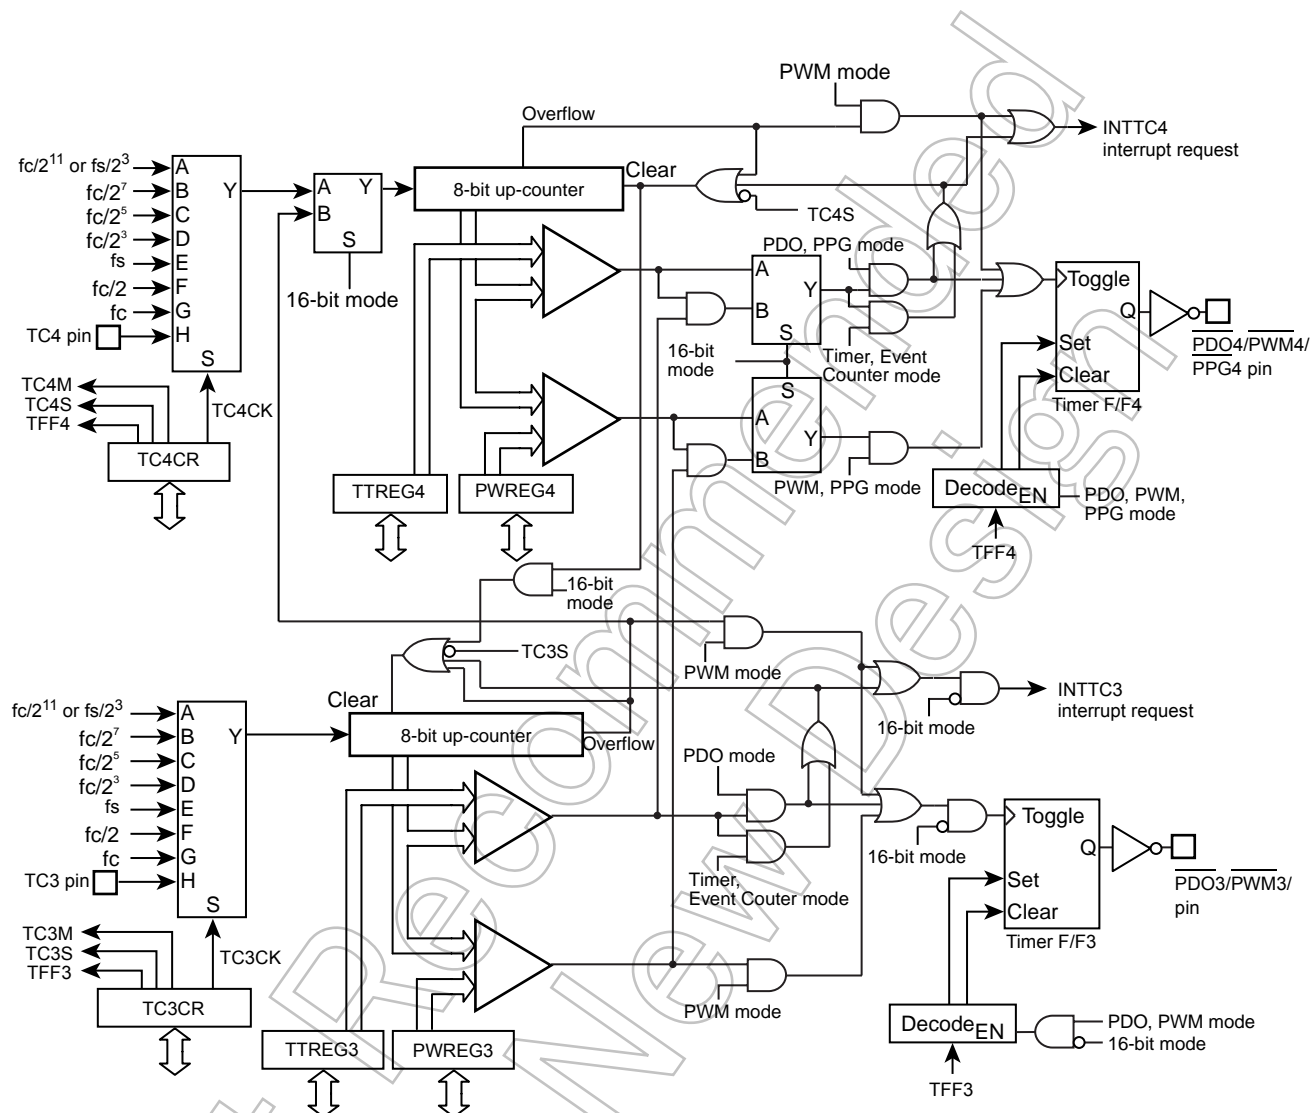 PWM mode
Overflow
INTTC4
interrupt request
fc/2¹¹ or fs/2³
fc/2⁷
fc/2⁵
fc/2³
fs
fc/2
fc
TC4 pin
A
B
C
D
E
F
G
H
Y
S
A
B
Y
S
16-bit mode
8-bit up-counter
Clear
TC4S
TC4M
TC4S
TFF4
TC4CK
TC4CR
TTREG4
PWREG4
PDO, PPG mode
A
B
Y
S
16-bit
mode
Timer, Event
Counter mode
S
A
Y
B
PWM, PPG mode
Toggle
Q
Set
Clear
Timer F/F4
PDO4/PWM4/
PPG4 pin
Decode EN
PDO, PWM,
PPG mode
TFF4
16-bit
mode
TC3S
PWM mode
INTTC3
interrupt request
16-bit mode
fc/2¹¹ or fs/2³
fc/2⁷
fc/2⁵
fc/2³
fs
fc/2
fc
TC3 pin
A
B
C
D
E
F
G
H
Y
S
Clear
8-bit up-counter
Overflow
PDO mode
Timer,
Event Couter mode
16-bit mode
Toggle
Q
Set
Clear
Timer F/F3
PDO3/PWM3/
pin
TC3M
TC3S
TFF3
TC3CK
TC3CR
TTREG3
PWREG3
PWM mode
Decode EN
PDO, PWM mode
16-bit mode
TFF3
Recommended
New Design